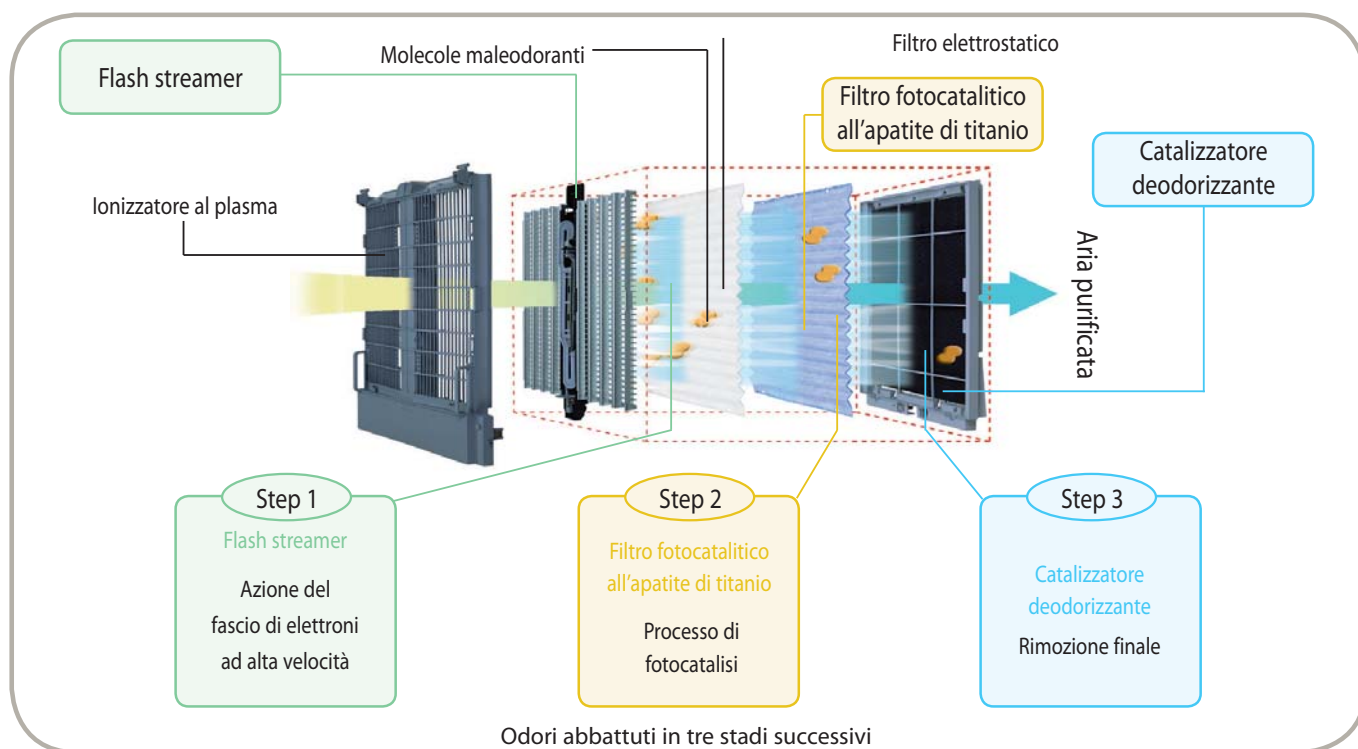 Flash streamer
Molecole maleodoranti
Filtro elettrostatico
Filtro fotocatalitico
all’apatite di titanio
Catalizzatore
deodorizzante
Ionizzatore al plasma
Aria purificata
Step 1
Flash streamer
Azione del
fascio di elettroni
ad alta velocità
Step 2
Filtro fotocatalitico
all’apatite di titanio
Processo di
fotocatalisi
Step 3
Catalizzatore
deodorizzante
Rimozione finale
Odori abbattuti in tre stadi successivi